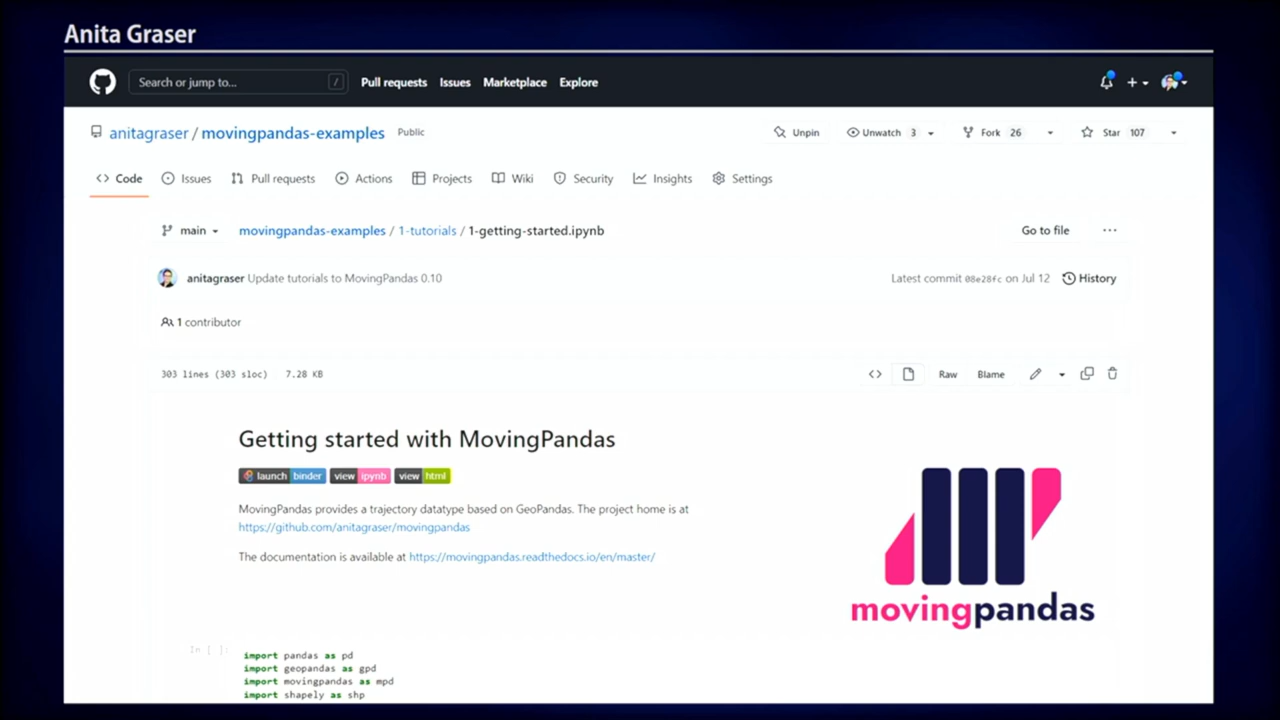 Anita Graser
Search or jump to... / Pull requests Issues Marketplace Explore
anitagraser / movingpandas-examples Public Unpin Unwatch 3 Fork 26 Star 107
<> Code Issues Pull requests Actions Projects Wiki Security Insights Settings
main movingpandas-examples / 1-tutorials / 1-getting-started.ipynb Go to file ...
anitagraser Update tutorials to MovingPandas 0.10 Latest commit 08e28fc on Jul 12 History
1 contributor
303 lines (303 sloc) 7.28 KB <> Raw Blame
Getting started with MovingPandas
launch binder view ipynb view html
MovingPandas provides a trajectory datatype based on GeoPandas. The project home is at
https://github.com/anitagraser/movingpandas
The documentation is available at https://movingpandas.readthedocs.io/en/master/
movingpandas
In [ ]: import pandas as pd
import geopandas as gpd
import movingpandas as mpd
import shapely as shp